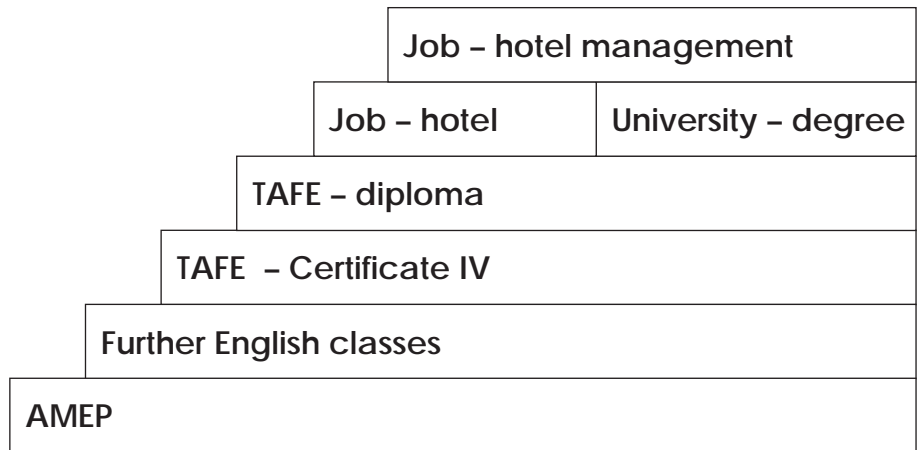 Job – hotel management
Job – hotel
University – degree
TAFE – diploma
TAFE – Certificate IV
Further English classes
AMEP